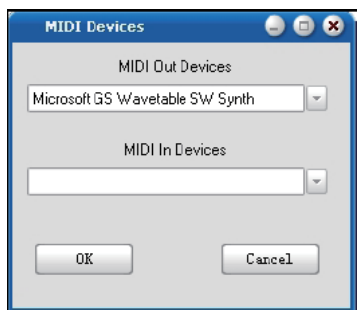 MIDI Devices
MIDI Out Devices
Microsoft GS Wavetable SW Synth
MIDI In Devices
OK Cancel